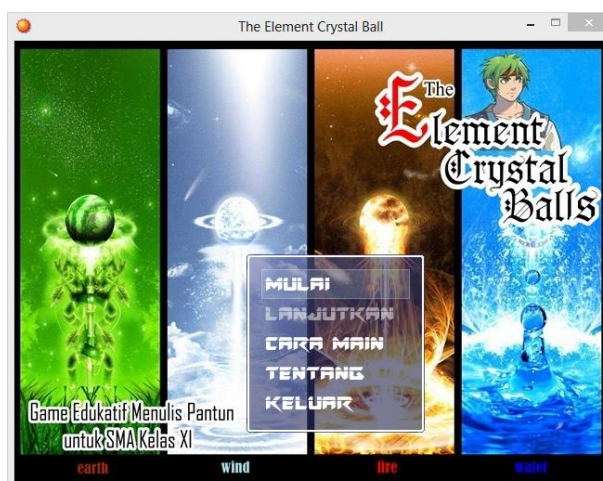 The Element Crystal Ball
The
Element
Crystal
Balls
MULAI
LANJUTKAN
CARA MAIN
TENTANG
KELUAR
Game Edukatif Menulis Pantun
untuk SMA Kelas XI
earth wind fire water